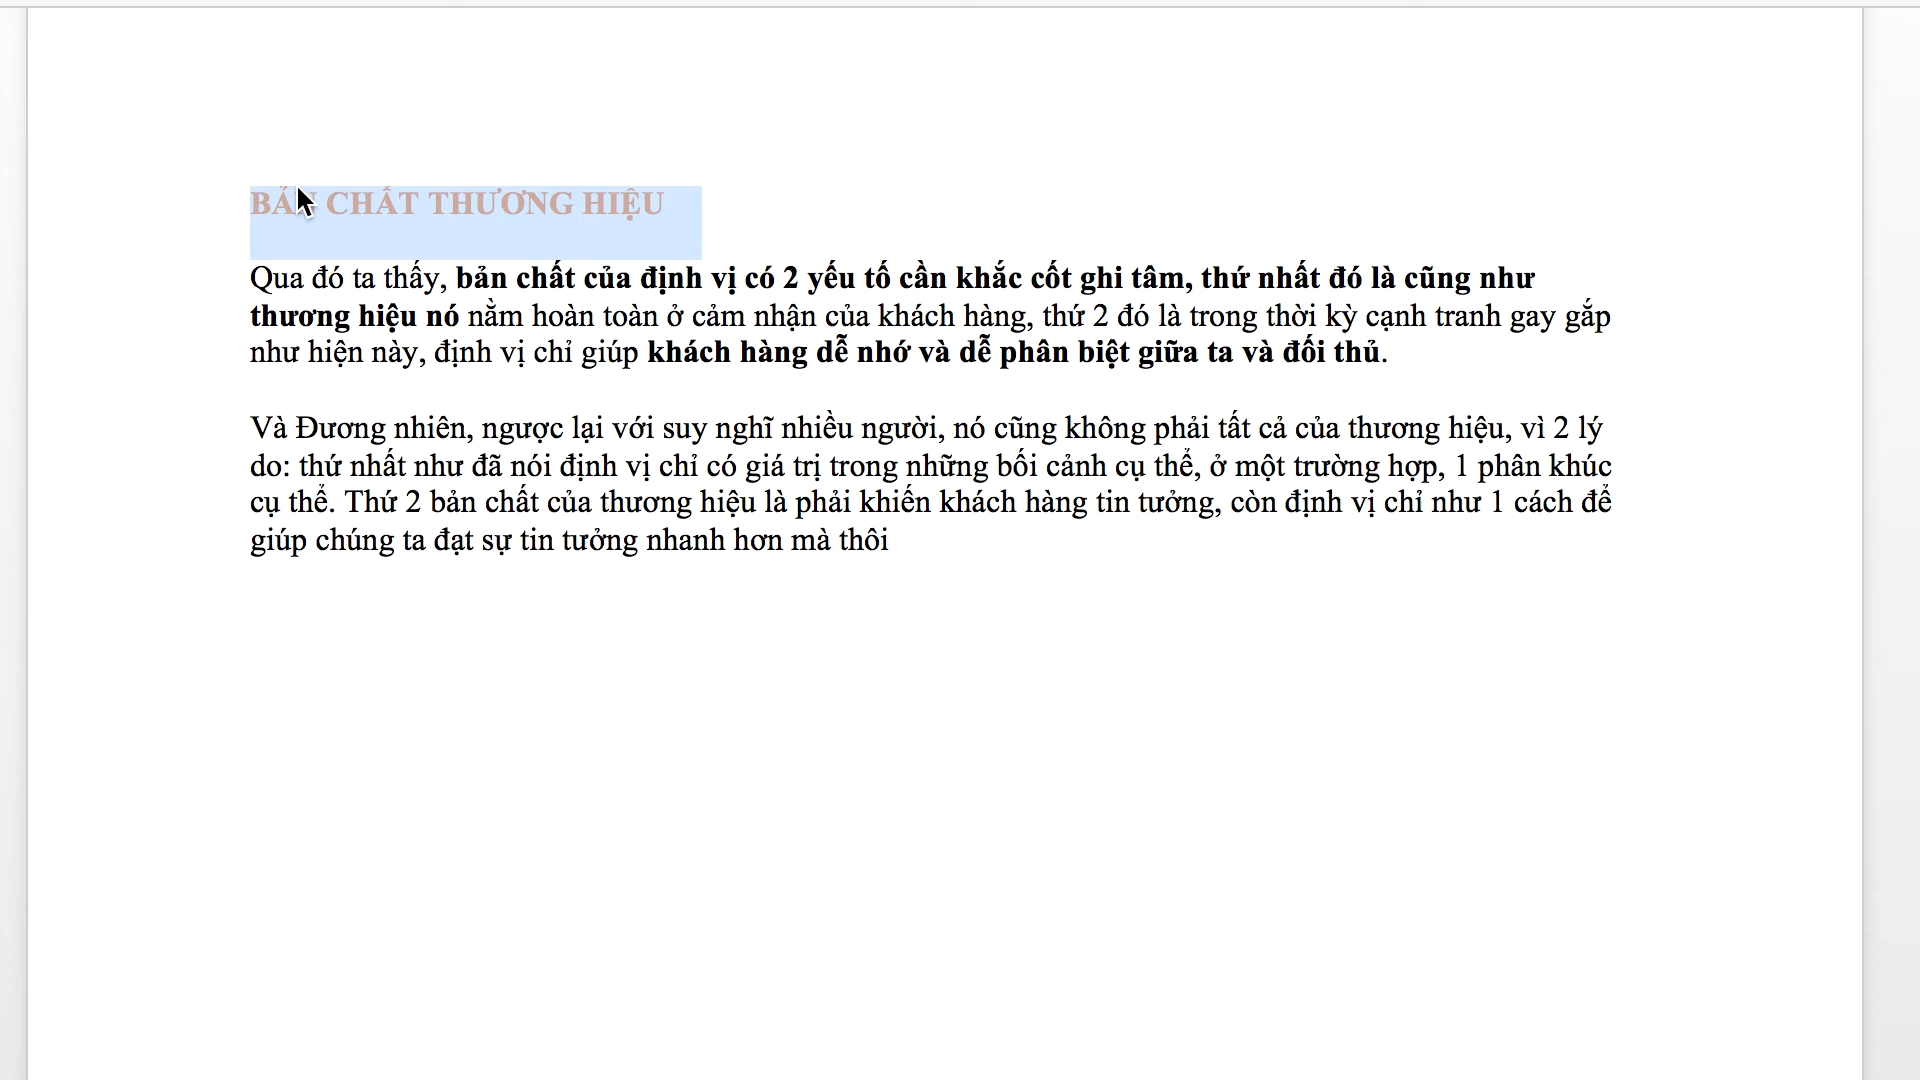 BẢN CHẤT THƯƠNG HIỆU
Qua đó ta thấy, bản chất của định vị có 2 yếu tố cần khắc cốt ghi tâm, thứ nhất đó là cũng như
thương hiệu nó nằm hoàn toàn ở cảm nhận của khách hàng, thứ 2 đó là trong thời kỳ cạnh tranh gay gắp
như hiện này, định vị chỉ giúp khách hàng dễ nhớ và dễ phân biệt giữa ta và đối thủ.
Và Đương nhiên, ngược lại với suy nghĩ nhiều người, nó cũng không phải tất cả của thương hiệu, vì 2 lý
do: thứ nhất như đã nói định vị chỉ có giá trị trong những bối cảnh cụ thể, ở một trường hợp, 1 phân khúc
cụ thể. Thứ 2 bản chất của thương hiệu là phải khiến khách hàng tin tưởng, còn định vị chỉ như 1 cách để
giúp chúng ta đạt sự tin tưởng nhanh hơn mà thôi